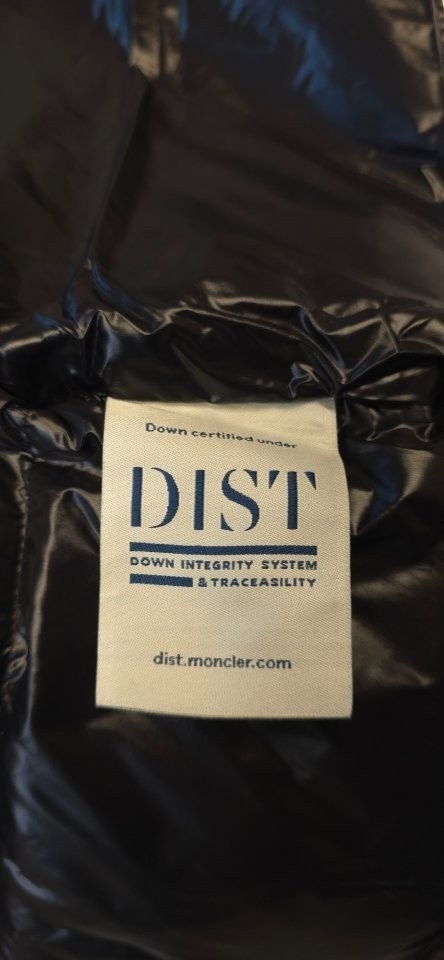 Down certified under
DIST
DOWN INTEGRITY SYSTEM
& TRACEASILITY
dist.moncler.com